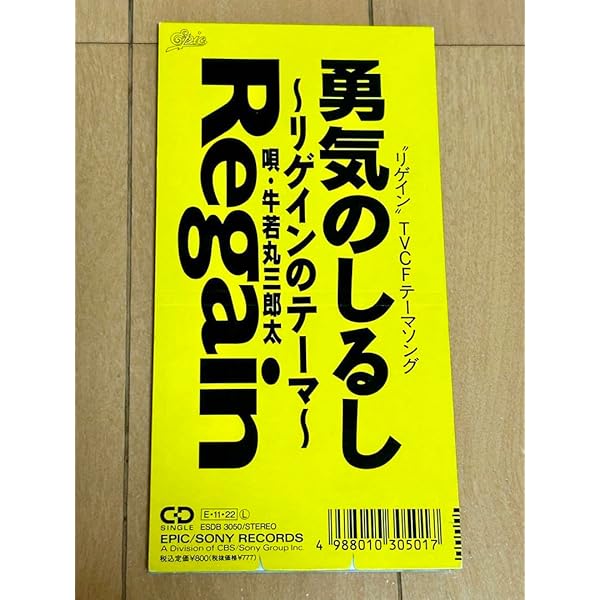 Epic
"リゲイン" TVCFテーマソング
勇気のしるし
〜リゲインのテーマ〜
唄・牛若丸三郎太
Regain
CD
SINGLE
E・11・22 L
ESDB 3050/STEREO
EPIC/SONY RECORDS
A Division of CBS/Sony Group Inc.
税込定価¥800(税抜価格¥777)
4 988010 305017